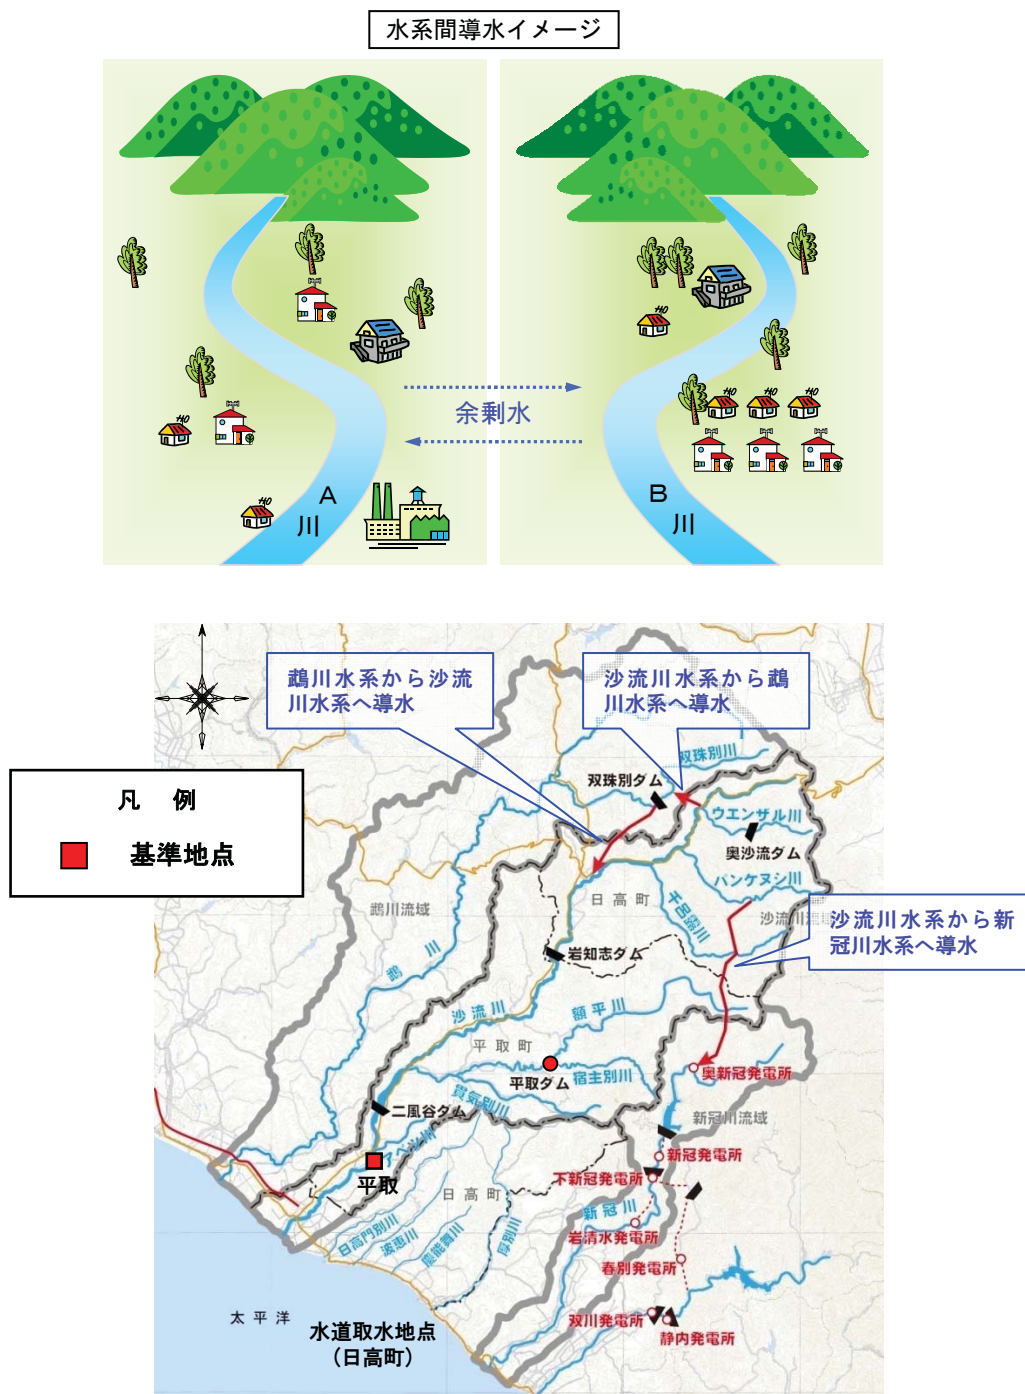 水系間導水イメージ
余剰水
A
川
B
川
鵡川水系から沙流
川水系へ導水
沙流川水系から鵡
川水系へ導水
双珠別川
双珠別ダム
ウエンザル川
奥沙流ダム
パンケヌシ川
凡 例
基準地点
鵡川流域
日高町
千呂露川
沙流川流域
沙流川水系から新
冠川水系へ導水
鵡川
岩知志ダム
沙流川
額平川
平取町
平取ダム
宿主別川
奥新冠発電所
貫気別川
二風谷ダム
新冠川流域
新冠発電所
平取
下新冠発電所
日高町
新冠川
岩清水発電所
日高門別川
波恵川
厚別川
春別発電所
太平洋
水道取水地点
（日高町）
双川発電所
静内発電所